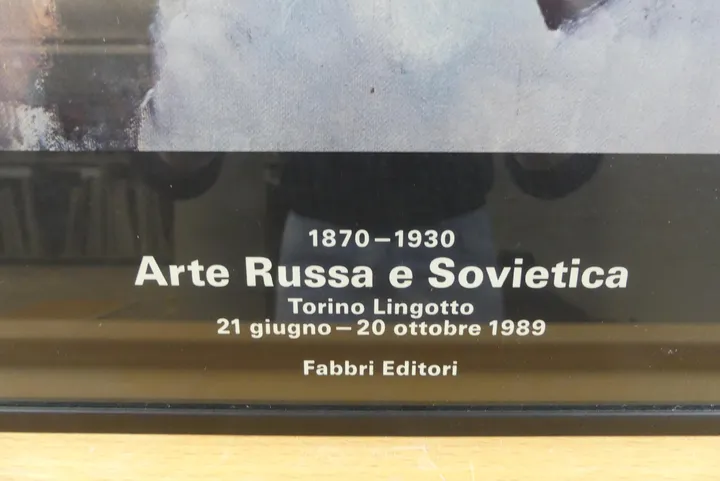 1870–1930
Arte Russa e Sovietica
Torino Lingotto
21 giugno – 20 ottobre 1989
Fabbri Editori